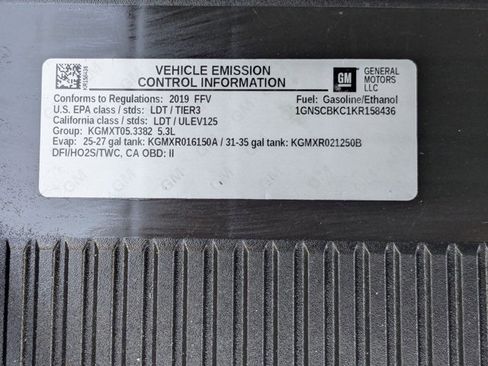 VEHICLE EMISSION
CONTROL INFORMATION
GM
GENERAL
MOTORS
LLC
Conforms to Regulations: 2019 FFV
Fuel: Gasoline/Ethanol
U.S. EPA class / stds: LDT / TIER3
1GNSCBKC1KR158436
California class / stds: LDT / ULEV125
Group: KGMXT05.3382 5.3L
Evap: 25-27 gal tank: KGMXR016150A / 31-35 gal tank: KGMXR021250B
DFI/HO2S/TWC, CA OBD: II